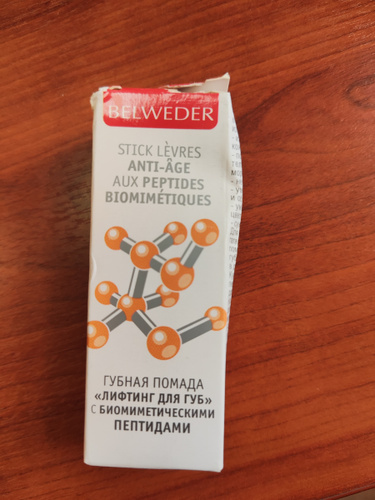 BELWEDER
STICK LÈVRES
ANTI-ÂGE
AUX PEPTIDES
BIOMIMÉTIQUES
ГУБНАЯ ПОМАДА
«ЛИФТИНГ ДЛЯ ГУБ»
С БИОМИМЕТИЧЕСКИМИ
ПЕПТИДАМИ